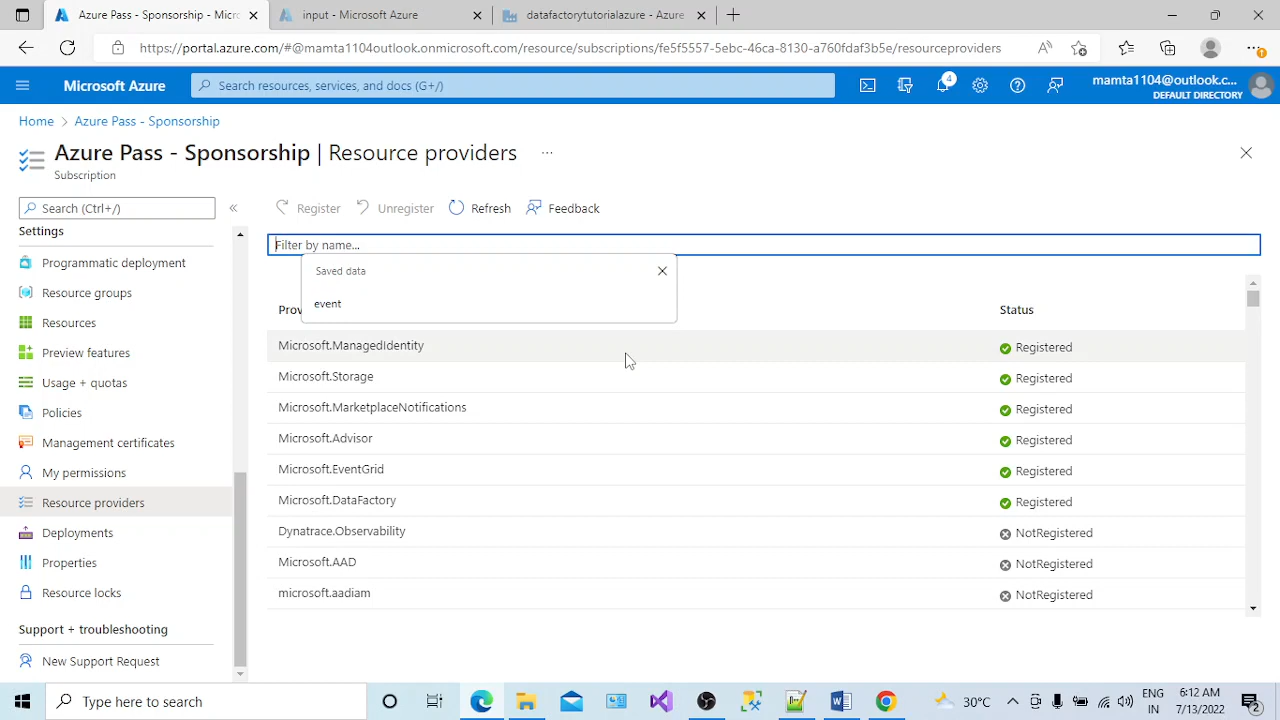 Azure Pass - Sponsorship - Micr
input - Microsoft Azure
datafactorytutorialazure - Azure
https://portal.azure.com/#@mamta1104outlook.onmicrosoft.com/resource/subscriptions/fe5f5557-5ebc-46ca-8130-a760fdaf3b5e/resourceproviders
Microsoft Azure
Search resources, services, and docs (G+/)
4
mamta1104@outlook.c...
DEFAULT DIRECTORY
Home > Azure Pass - Sponsorship
Azure Pass - Sponsorship | Resource providers ...
Subscription
Search (Ctrl+/)
«
Register
Unregister
Refresh
Feedback
Settings
Programmatic deployment
Resource groups
Resources
Preview features
Usage + quotas
Policies
Management certificates
My permissions
Resource providers
Deployments
Properties
Resource locks
Support + troubleshooting
New Support Request
Filter by name...
Saved data
event
Prov
Status
Microsoft.ManagedIdentity
Registered
Microsoft.Storage
Registered
Microsoft.MarketplaceNotifications
Registered
Microsoft.Advisor
Registered
Microsoft.EventGrid
Registered
Microsoft.DataFactory
Registered
Dynatrace.Observability
NotRegistered
Microsoft.AAD
NotRegistered
microsoft.aadiam
NotRegistered
Type here to search
30°C
ENG
IN
6:12 AM
7/13/2022
2